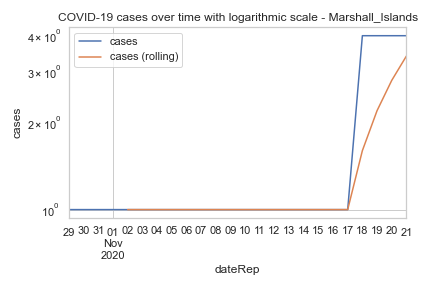 COVID-19 cases over time with logarithmic scale - Marshall_Islands
cases
cases (rolling)
4 × 10⁰
3 × 10⁰
2 × 10⁰
10⁰
cases
29 30 31 01 02 03 04 05 06 07 08 09 10 11 12 13 14 15 16 17 18 19 20 21
Nov
2020
dateRep